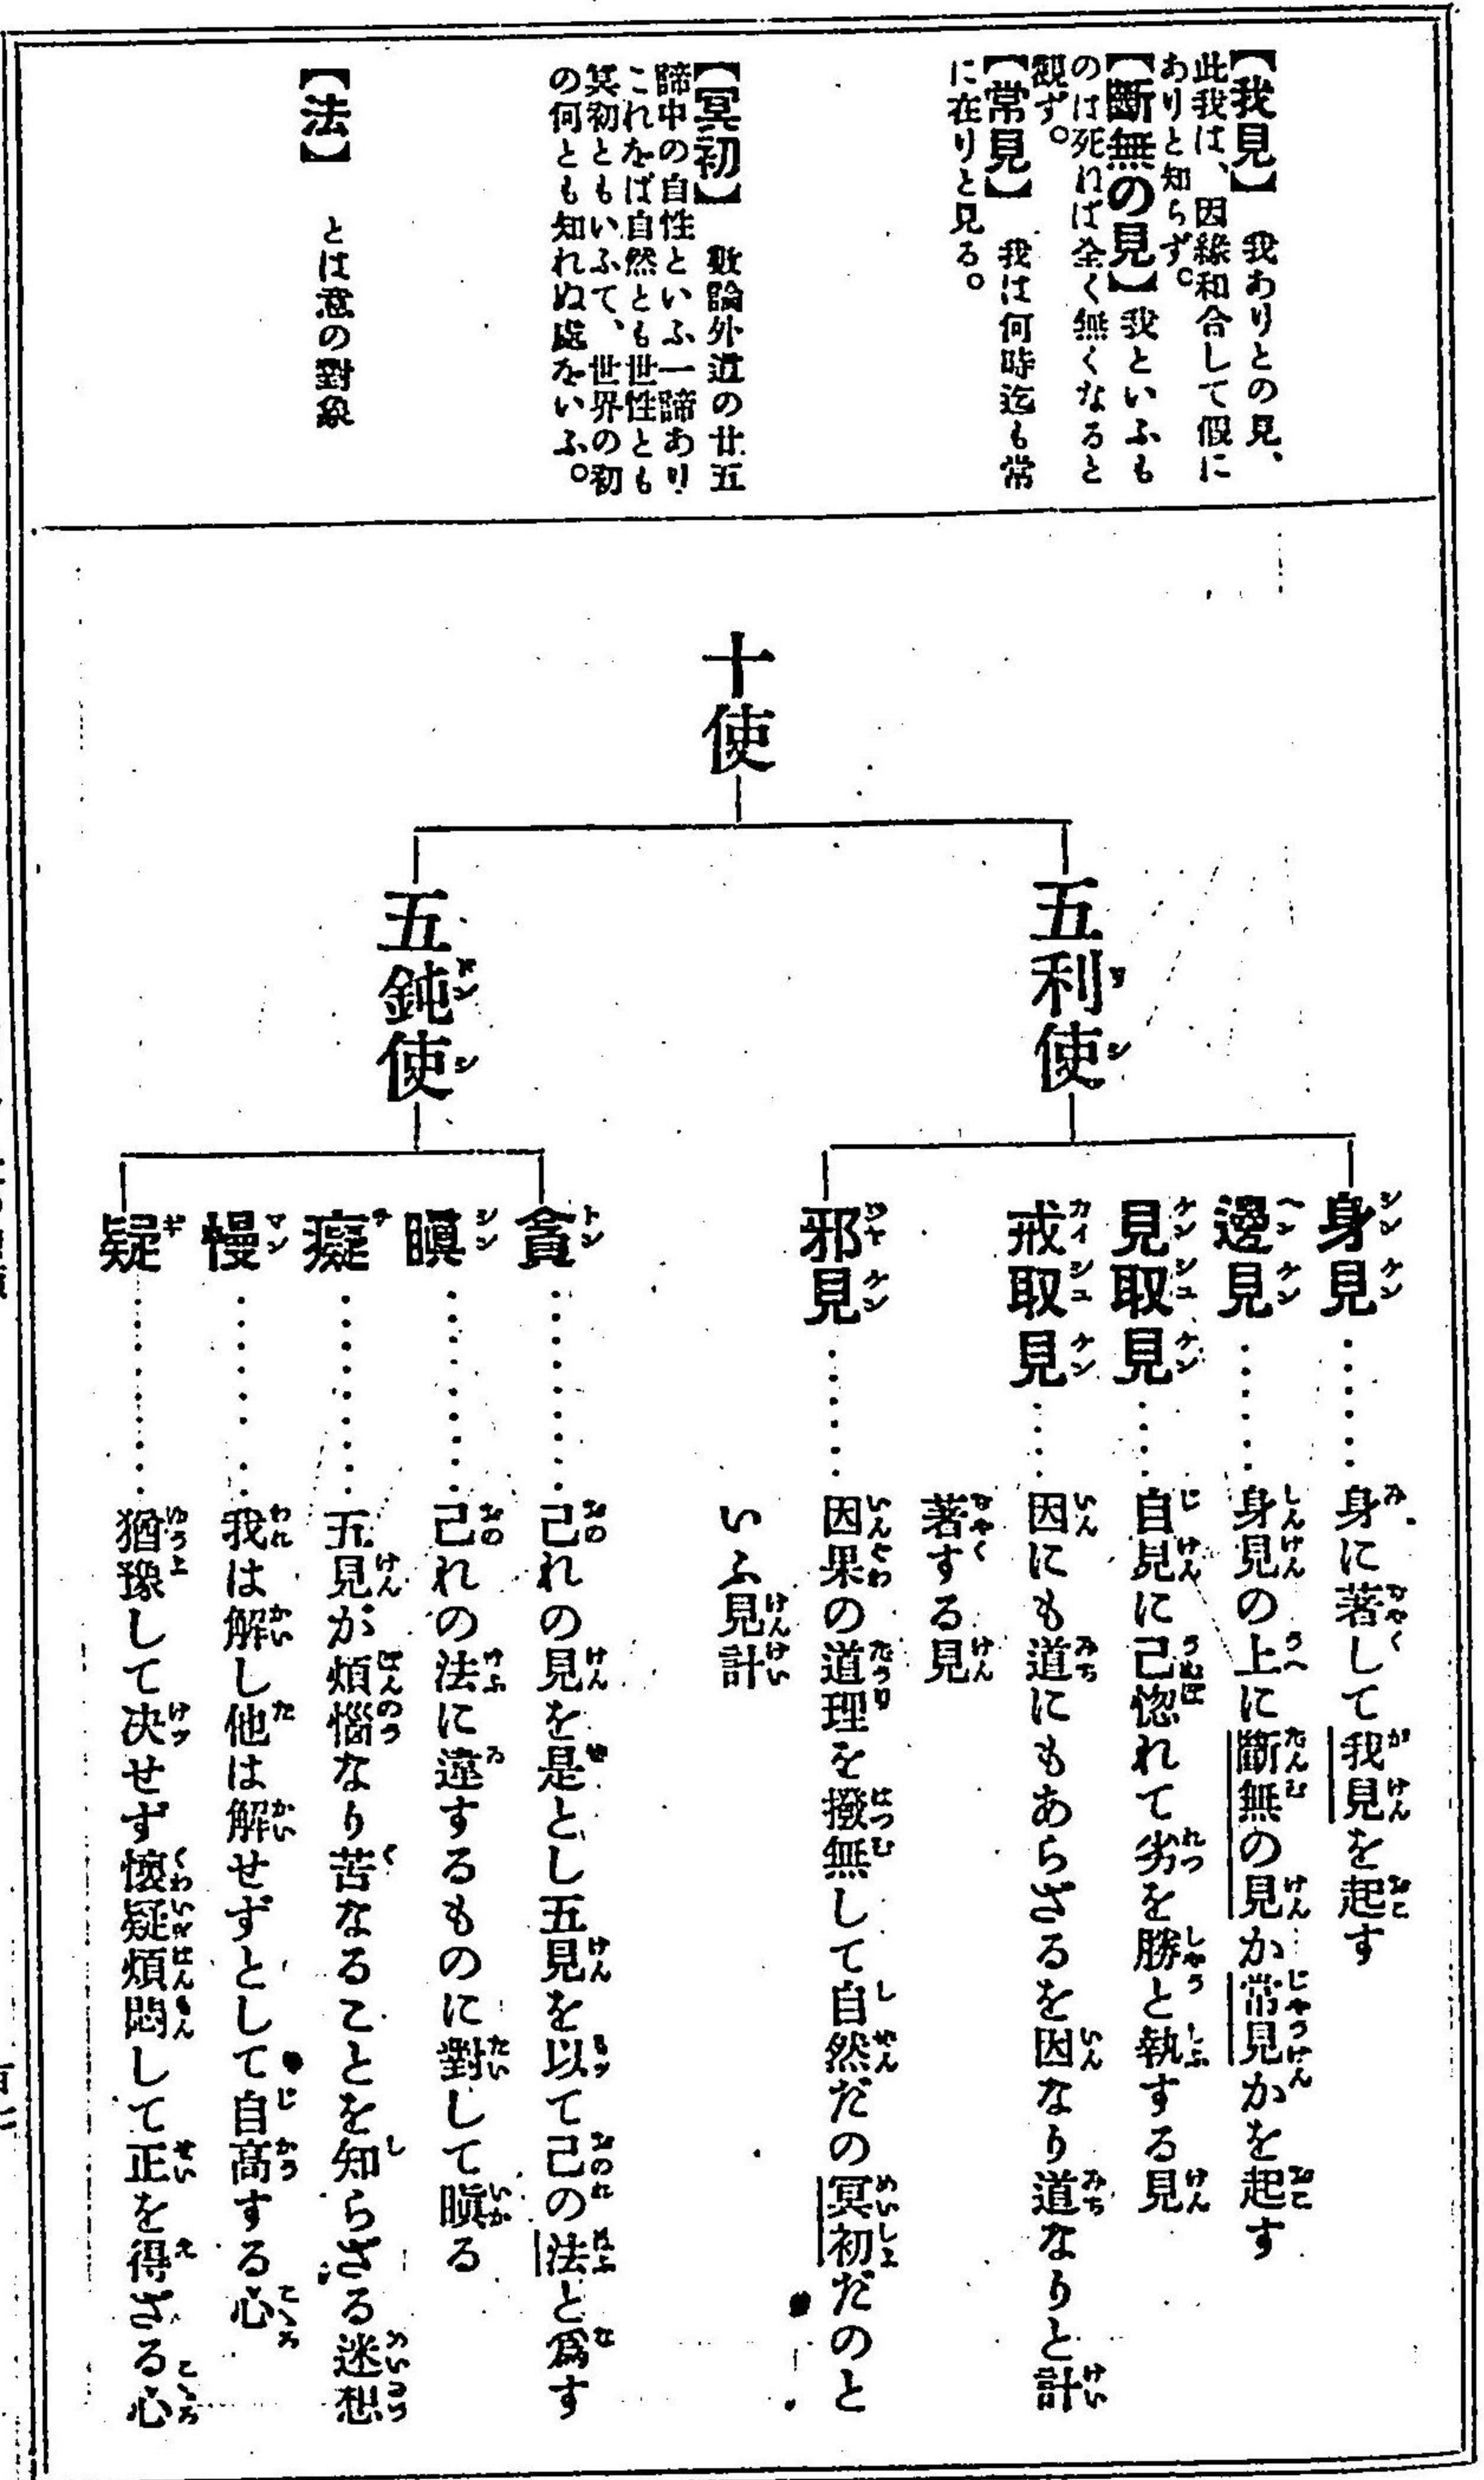 【我見】 我ありとの見、
此我は、因緣和合して假に
ありと知らず。
【斷無の見】我といふも
のは死ねば全く無くなると
観ず。
【常見】 我は何時迄も常
に在りと見る。
【冥初】 數論外道の廿五
諦中の自性といふ一諦あり
これをば自然とも世性とも
冥初ともいふて、世界の初
の何とも知れぬ處をいふ。
【法】 とは意の對象
十使
五利使
身見……身に著して我見を起す
邊見……身見の上に斷無の見か常見かを起す
見取見……自見に己惚れて劣を勝と執する見
戒取見……因にも道にもあらざるを因なり道なりと計
著する見
邪見……因果の道理を撥無して自然だの冥初だのと
いふ見計
五鈍使
貪……己れの見を是とし五見を以て己の法と爲す
瞋……己れの法に違するものに對して瞋る
癡……五見が煩惱なり苦なることを知らざる迷想
慢……我は解し他は解せずとして自高する心
疑……猶豫して决せず懷疑煩悶して正を得ざる心